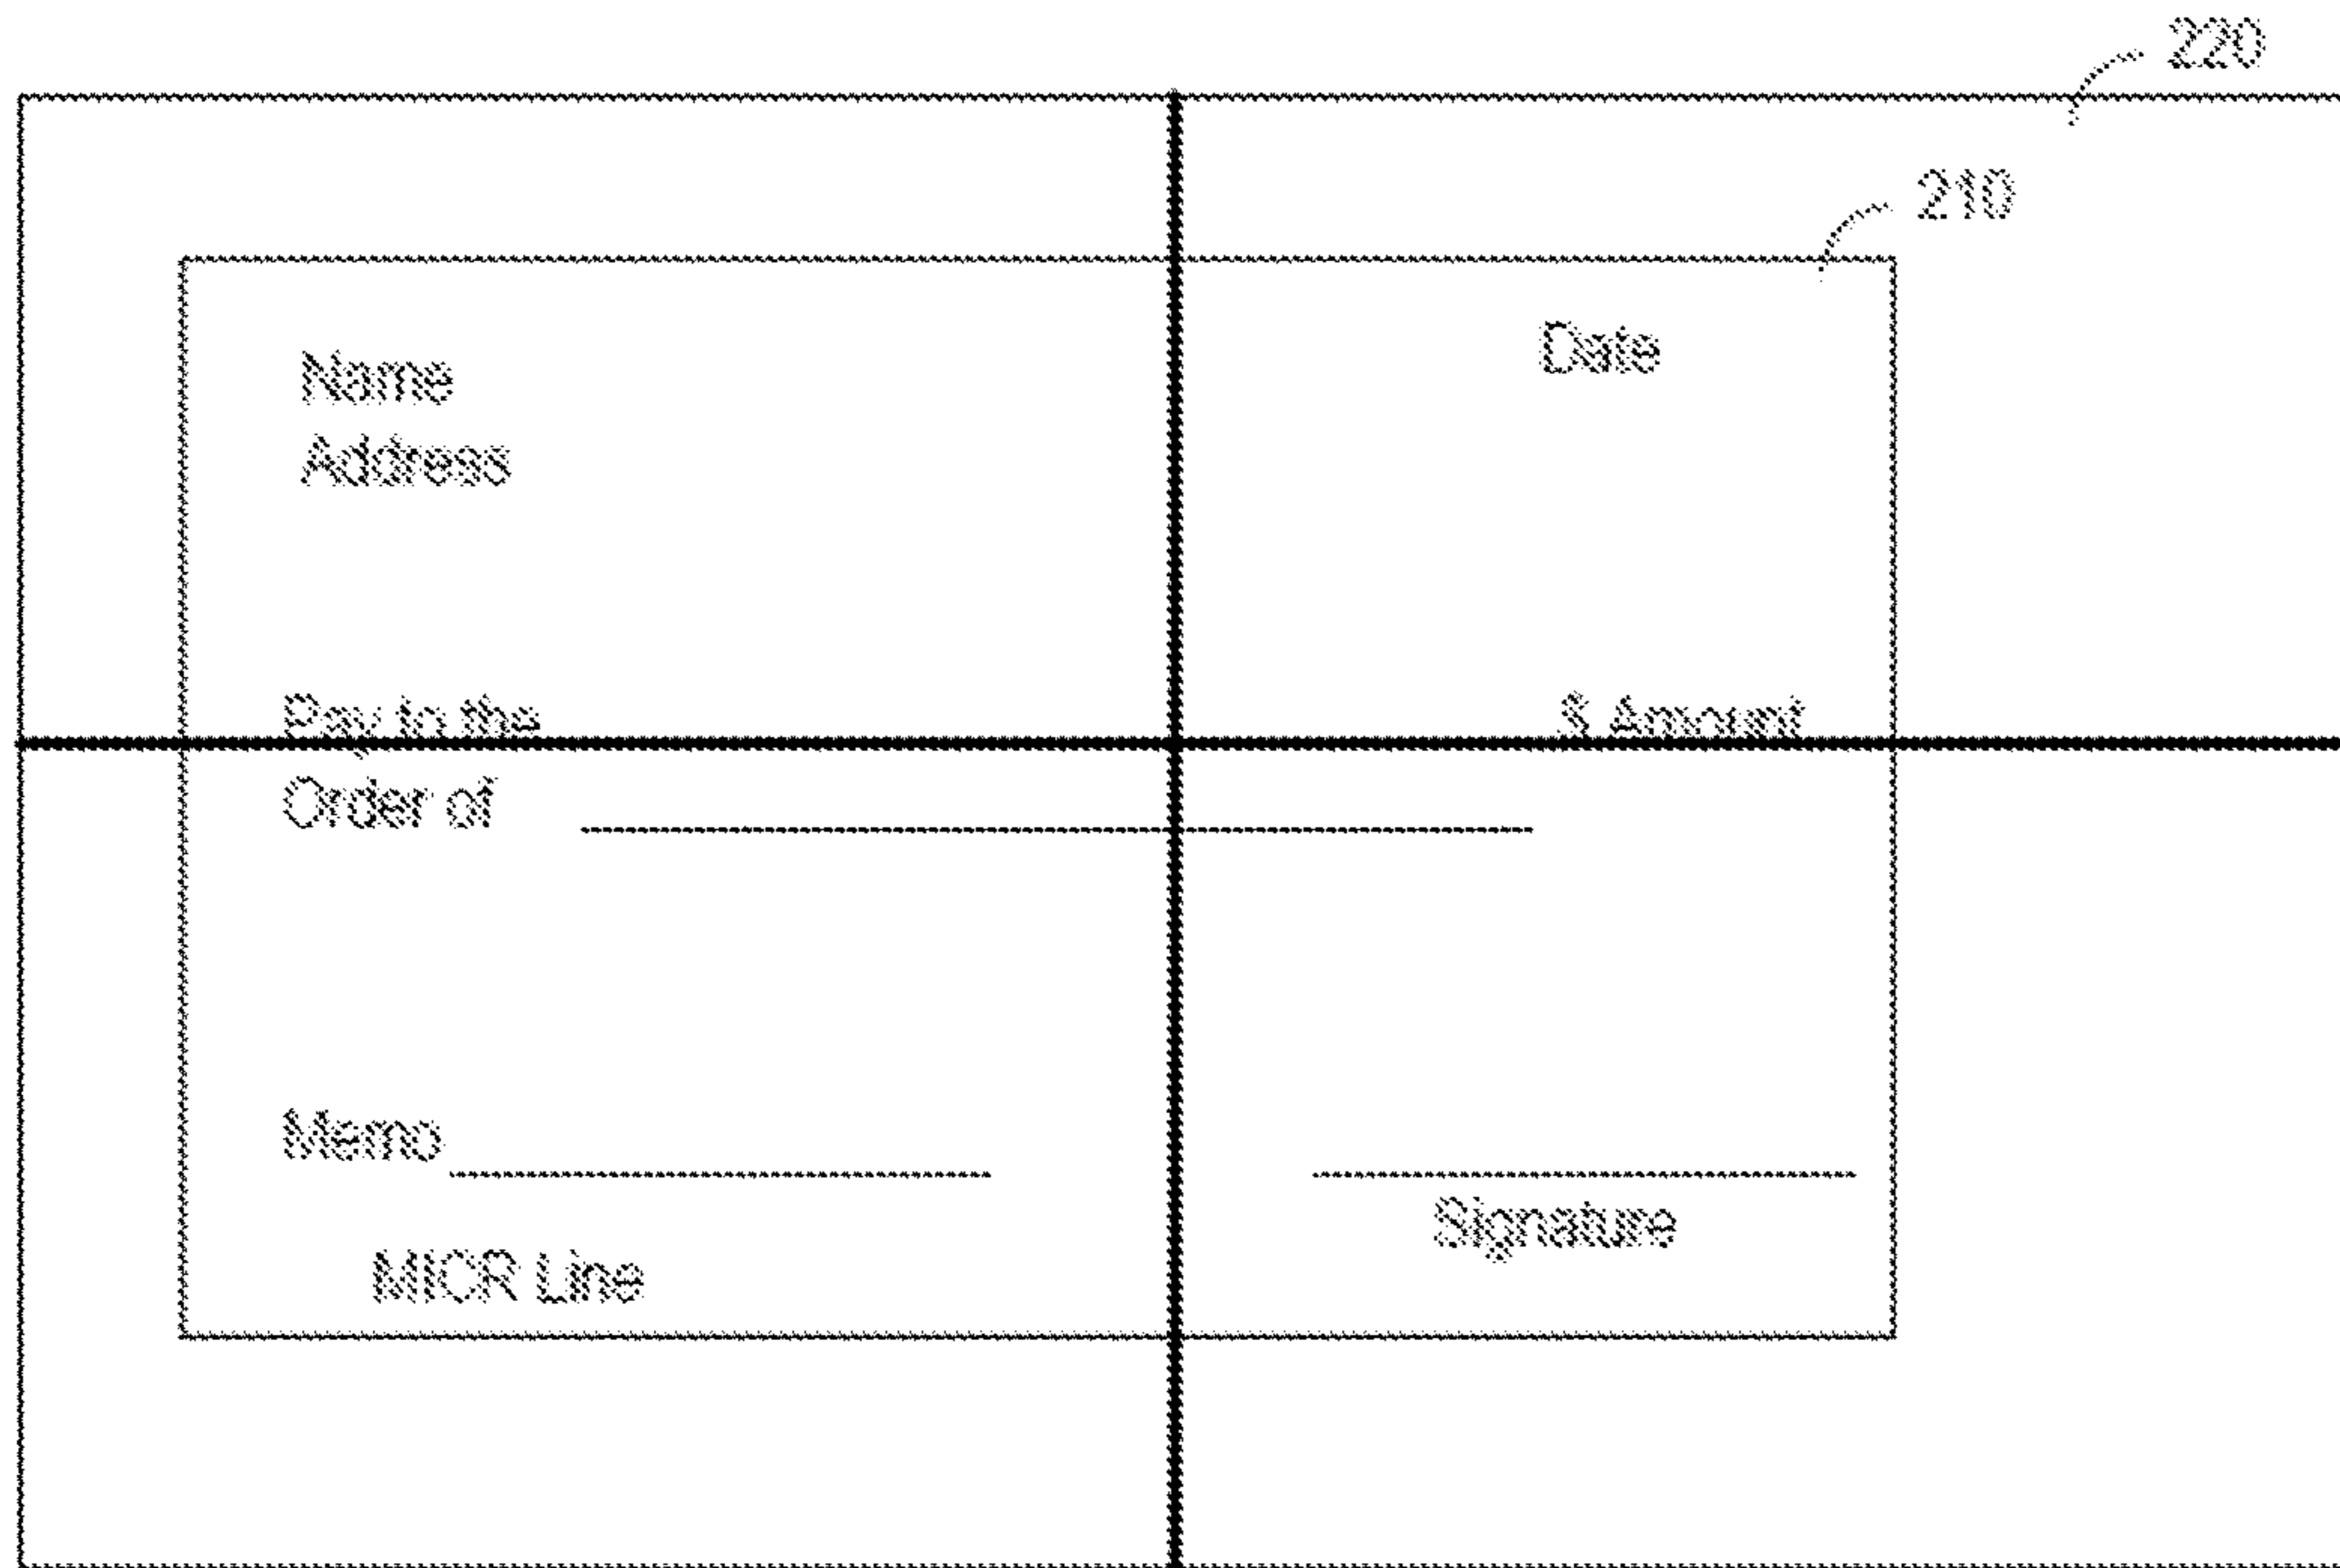 220
210
Date
Name
Address
Pay to the
$ Amount
Order of
Memo
Signature
MICR Line